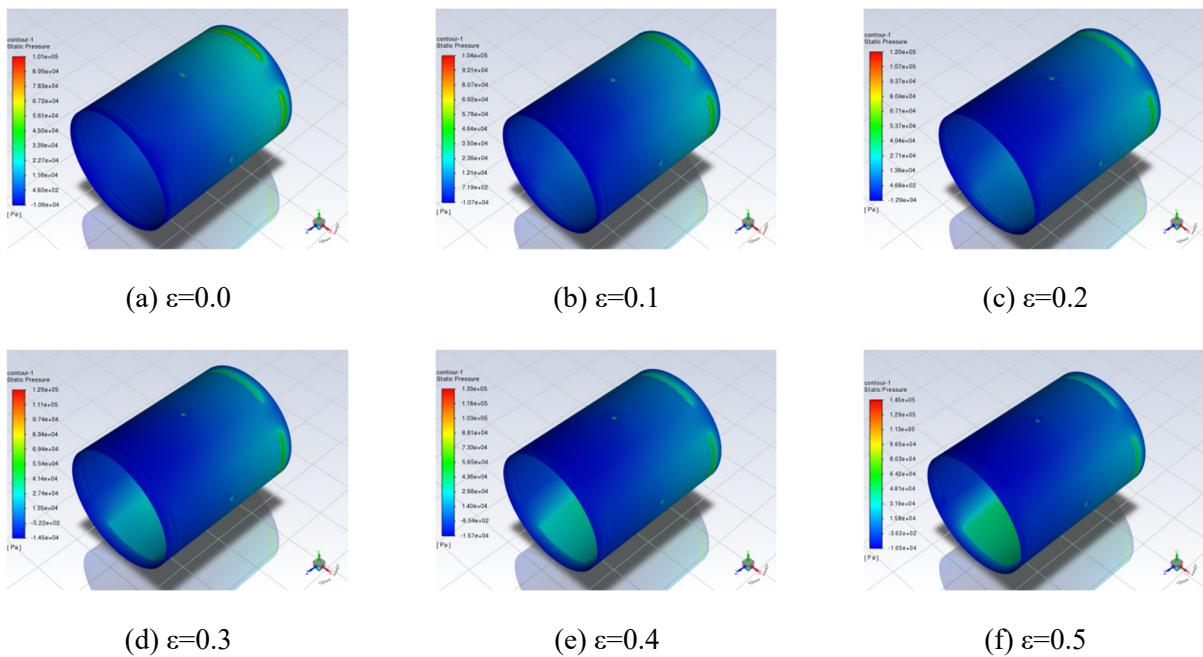 contour-1
Static Pressure
1.01e+05
8.95e+04
7.83e+04
6.72e+04
5.61e+04
4.50e+04
3.39e+04
2.27e+04
1.16e+04
4.80e+02
-1.06e+04
[ Pa ]
(a) ε=0.0
contour-1
Static Pressure
1.04e+05
9.21e+04
8.07e+04
6.92e+04
5.78e+04
4.64e+04
3.50e+04
2.36e+04
1.21e+04
7.19e+02
-1.07e+04
[ Pa ]
(b) ε=0.1
contour-1
Static Pressure
1.20e+05
1.07e+05
9.37e+04
8.04e+04
6.71e+04
5.37e+04
4.04e+04
2.71e+04
1.38e+04
4.68e+02
-1.29e+04
[ Pa ]
(c) ε=0.2
contour-1
Static Pressure
1.25e+05
1.11e+05
9.74e+04
8.34e+04
6.94e+04
5.54e+04
4.14e+04
2.74e+04
1.35e+04
-5.22e+02
-1.45e+04
[ Pa ]
(d) ε=0.3
contour-1
Static Pressure
1.33e+05
1.18e+05
1.03e+05
8.81e+04
7.33e+04
5.85e+04
4.36e+04
2.88e+04
1.40e+04
-8.54e+02
-1.57e+04
[ Pa ]
(e) ε=0.4
contour-1
Static Pressure
1.45e+05
1.29e+05
1.13e+05
9.65e+04
8.03e+04
6.42e+04
4.80e+04
3.19e+04
1.58e+04
-3.62e+02
-1.65e+04
[ Pa ]
(f) ε=0.5